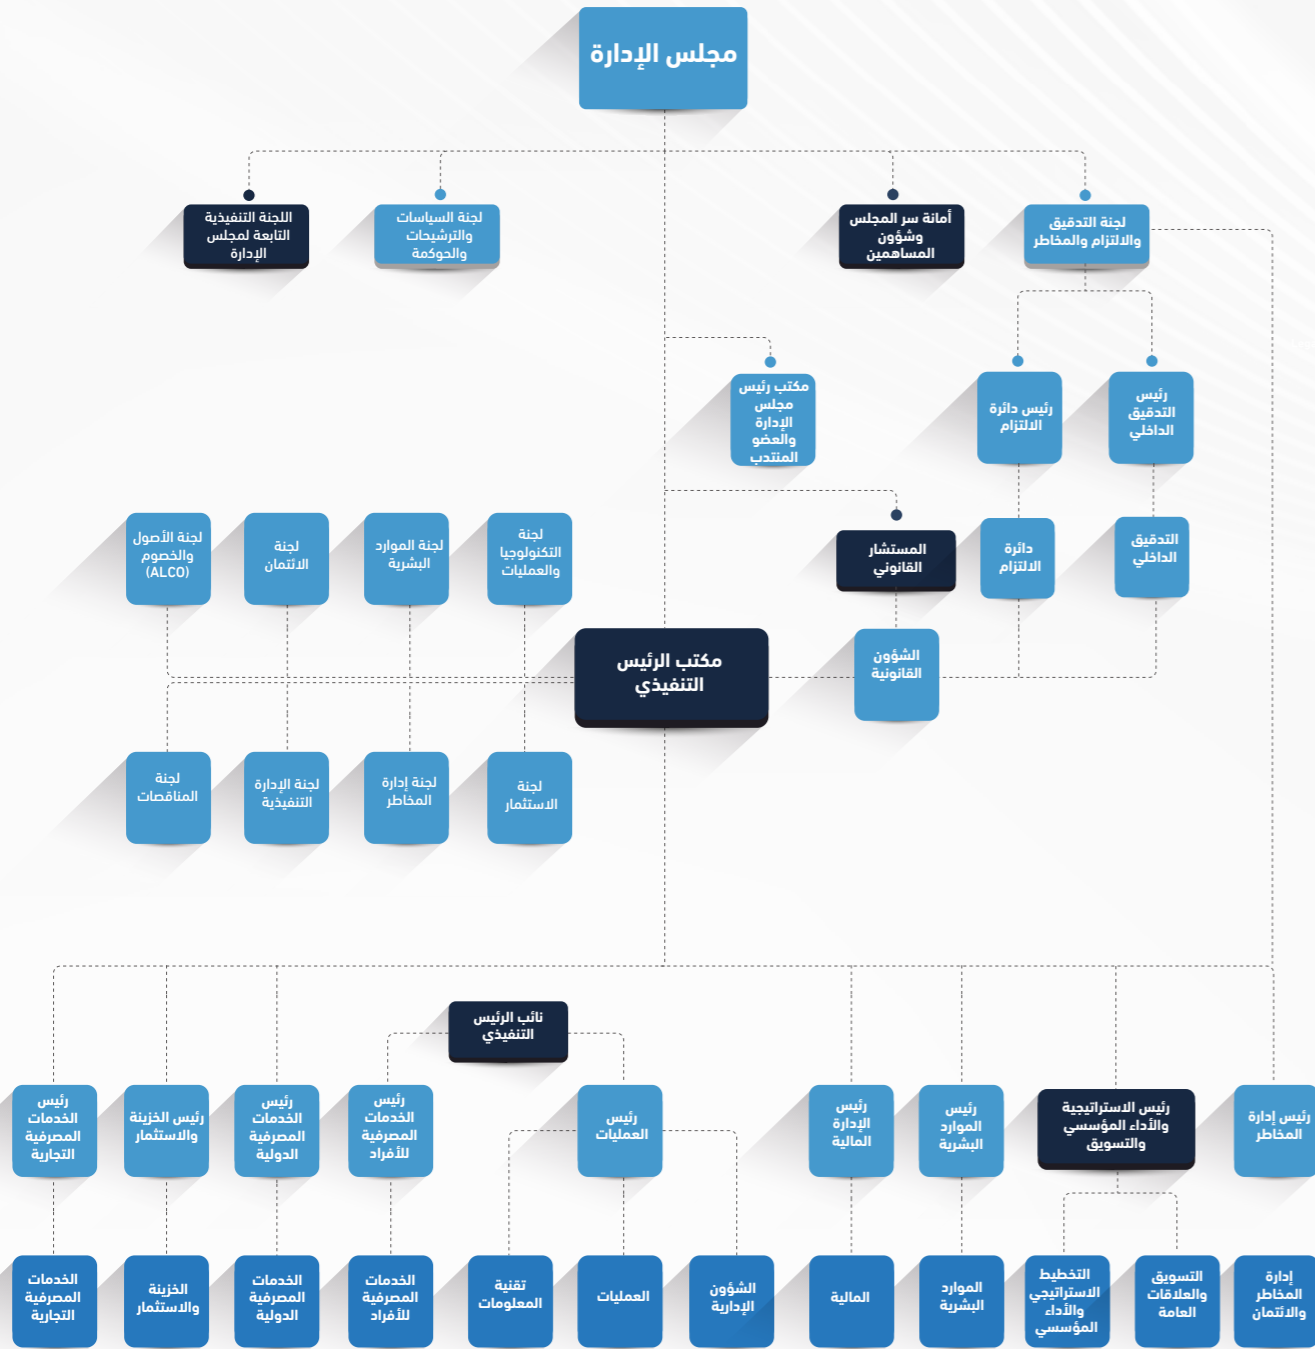 مجلس الإدارة
لجنة التدقيق
والالتزام والمخاطر
أمانة سر المجلس
وشؤون
المساهمين
لجنة السياسات
والترشيحات
والحوكمة
اللجنة التنفيذية
التابعة لمجلس
الإدارة
رئيس
التدقيق
الداخلي
رئيس دائرة
الالتزام
مكتب رئيس
مجلس
الإدارة
والعضو
المنتدب
التدقيق
الداخلي
دائرة
الالتزام
المستشار
القانوني
لجنة
التكنولوجيا
والعمليات
لجنة الموارد
البشرية
لجنة
الائتمان
لجنة الأصول
والخصوم
(ALCO)
الشؤون
القانونية
مكتب الرئيس
التنفيذي
لجنة
الاستثمار
لجنة إدارة
المخاطر
لجنة الإدارة
التنفيذية
لجنة
المناقصات
نائب الرئيس
التنفيذي
رئيس إدارة
المخاطر
رئيس الاستراتيجية
والأداء المؤسسي
والتسويق
رئيس
الموارد
البشرية
رئيس
الإدارة
المالية
رئيس
العمليات
رئيس
الخدمات
المصرفية
للأفراد
رئيس
الخدمات
المصرفية
الدولية
رئيس الخزينة
والاستثمار
رئيس
الخدمات
المصرفية
التجارية
إدارة
المخاطر
والائتمان
التسويق
والعلاقات
العامة
التخطيط
الاستراتيجي
والأداء
المؤسسي
الموارد
البشرية
المالية
الشؤون
الإدارية
العمليات
تقنية
المعلومات
الخدمات
المصرفية
للأفراد
الخدمات
المصرفية
الدولية
الخزينة
والاستثمار
الخدمات
المصرفية
التجارية